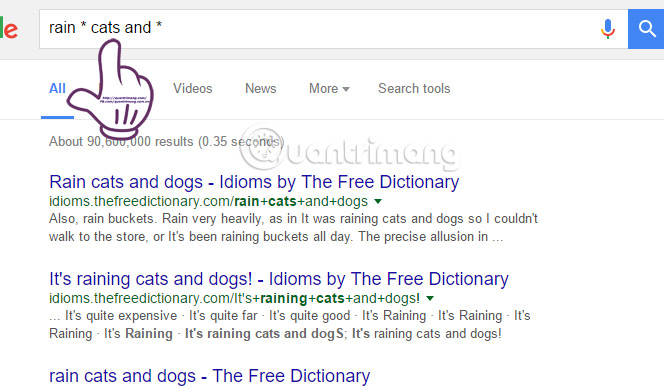 le rain * cats and *
All Videos News More Search tools
About 90,600,000 results (0.35 seconds)
Quantrimang
Rain cats and dogs - Idioms by The Free Dictionary
idioms.thefreedictionary.com/rain+cats+and+dogs
Also, rain buckets. Rain very heavily, as in It was raining cats and dogs so I couldn't
walk to the store, or It's been raining buckets all day. The precise allusion in ...
It's raining cats and dogs! - Idioms by The Free Dictionary
idioms.thefreedictionary.com/It's+raining+cats+and+dogs!
... It's quite expensive · It's quite far · It's quite good · It's Raining · It's Raining · It's
Raining · It's Raining · It's raining cats and dogS; It's raining cats and dogs!
rain cats and dogs - The Free Dictionary